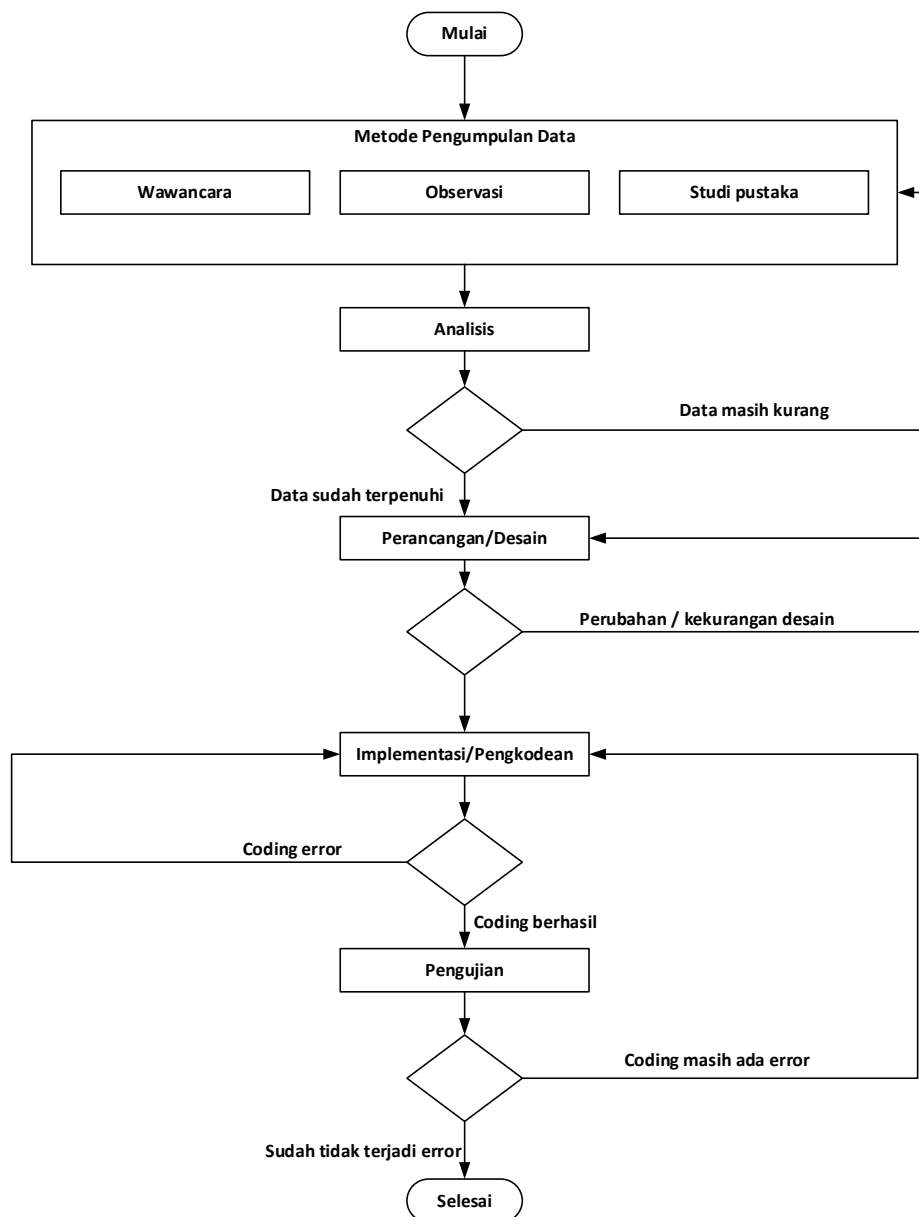 Mulai
Metode Pengumpulan Data
Wawancara
Observasi
Studi pustaka
Analisis
Data masih kurang
Data sudah terpenuhi
Perancangan/Desain
Perubahan / kekurangan desain
Implementasi/Pengkodean
Coding error
Coding berhasil
Pengujian
Coding masih ada error
Sudah tidak terjadi error
Selesai